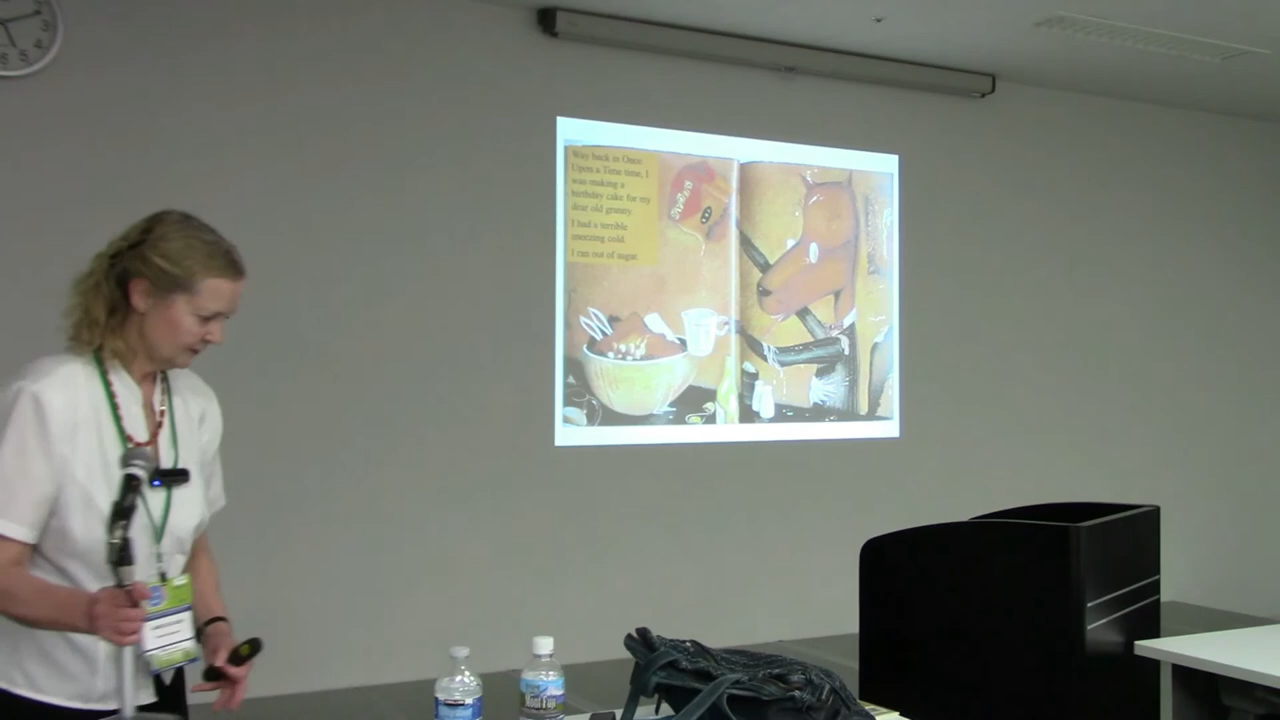 Way back in Once
Upon a Time time, I
was making a
birthday cake for my
dear old granny.
I had a terrible
sneezing cold.
I ran out of sugar.